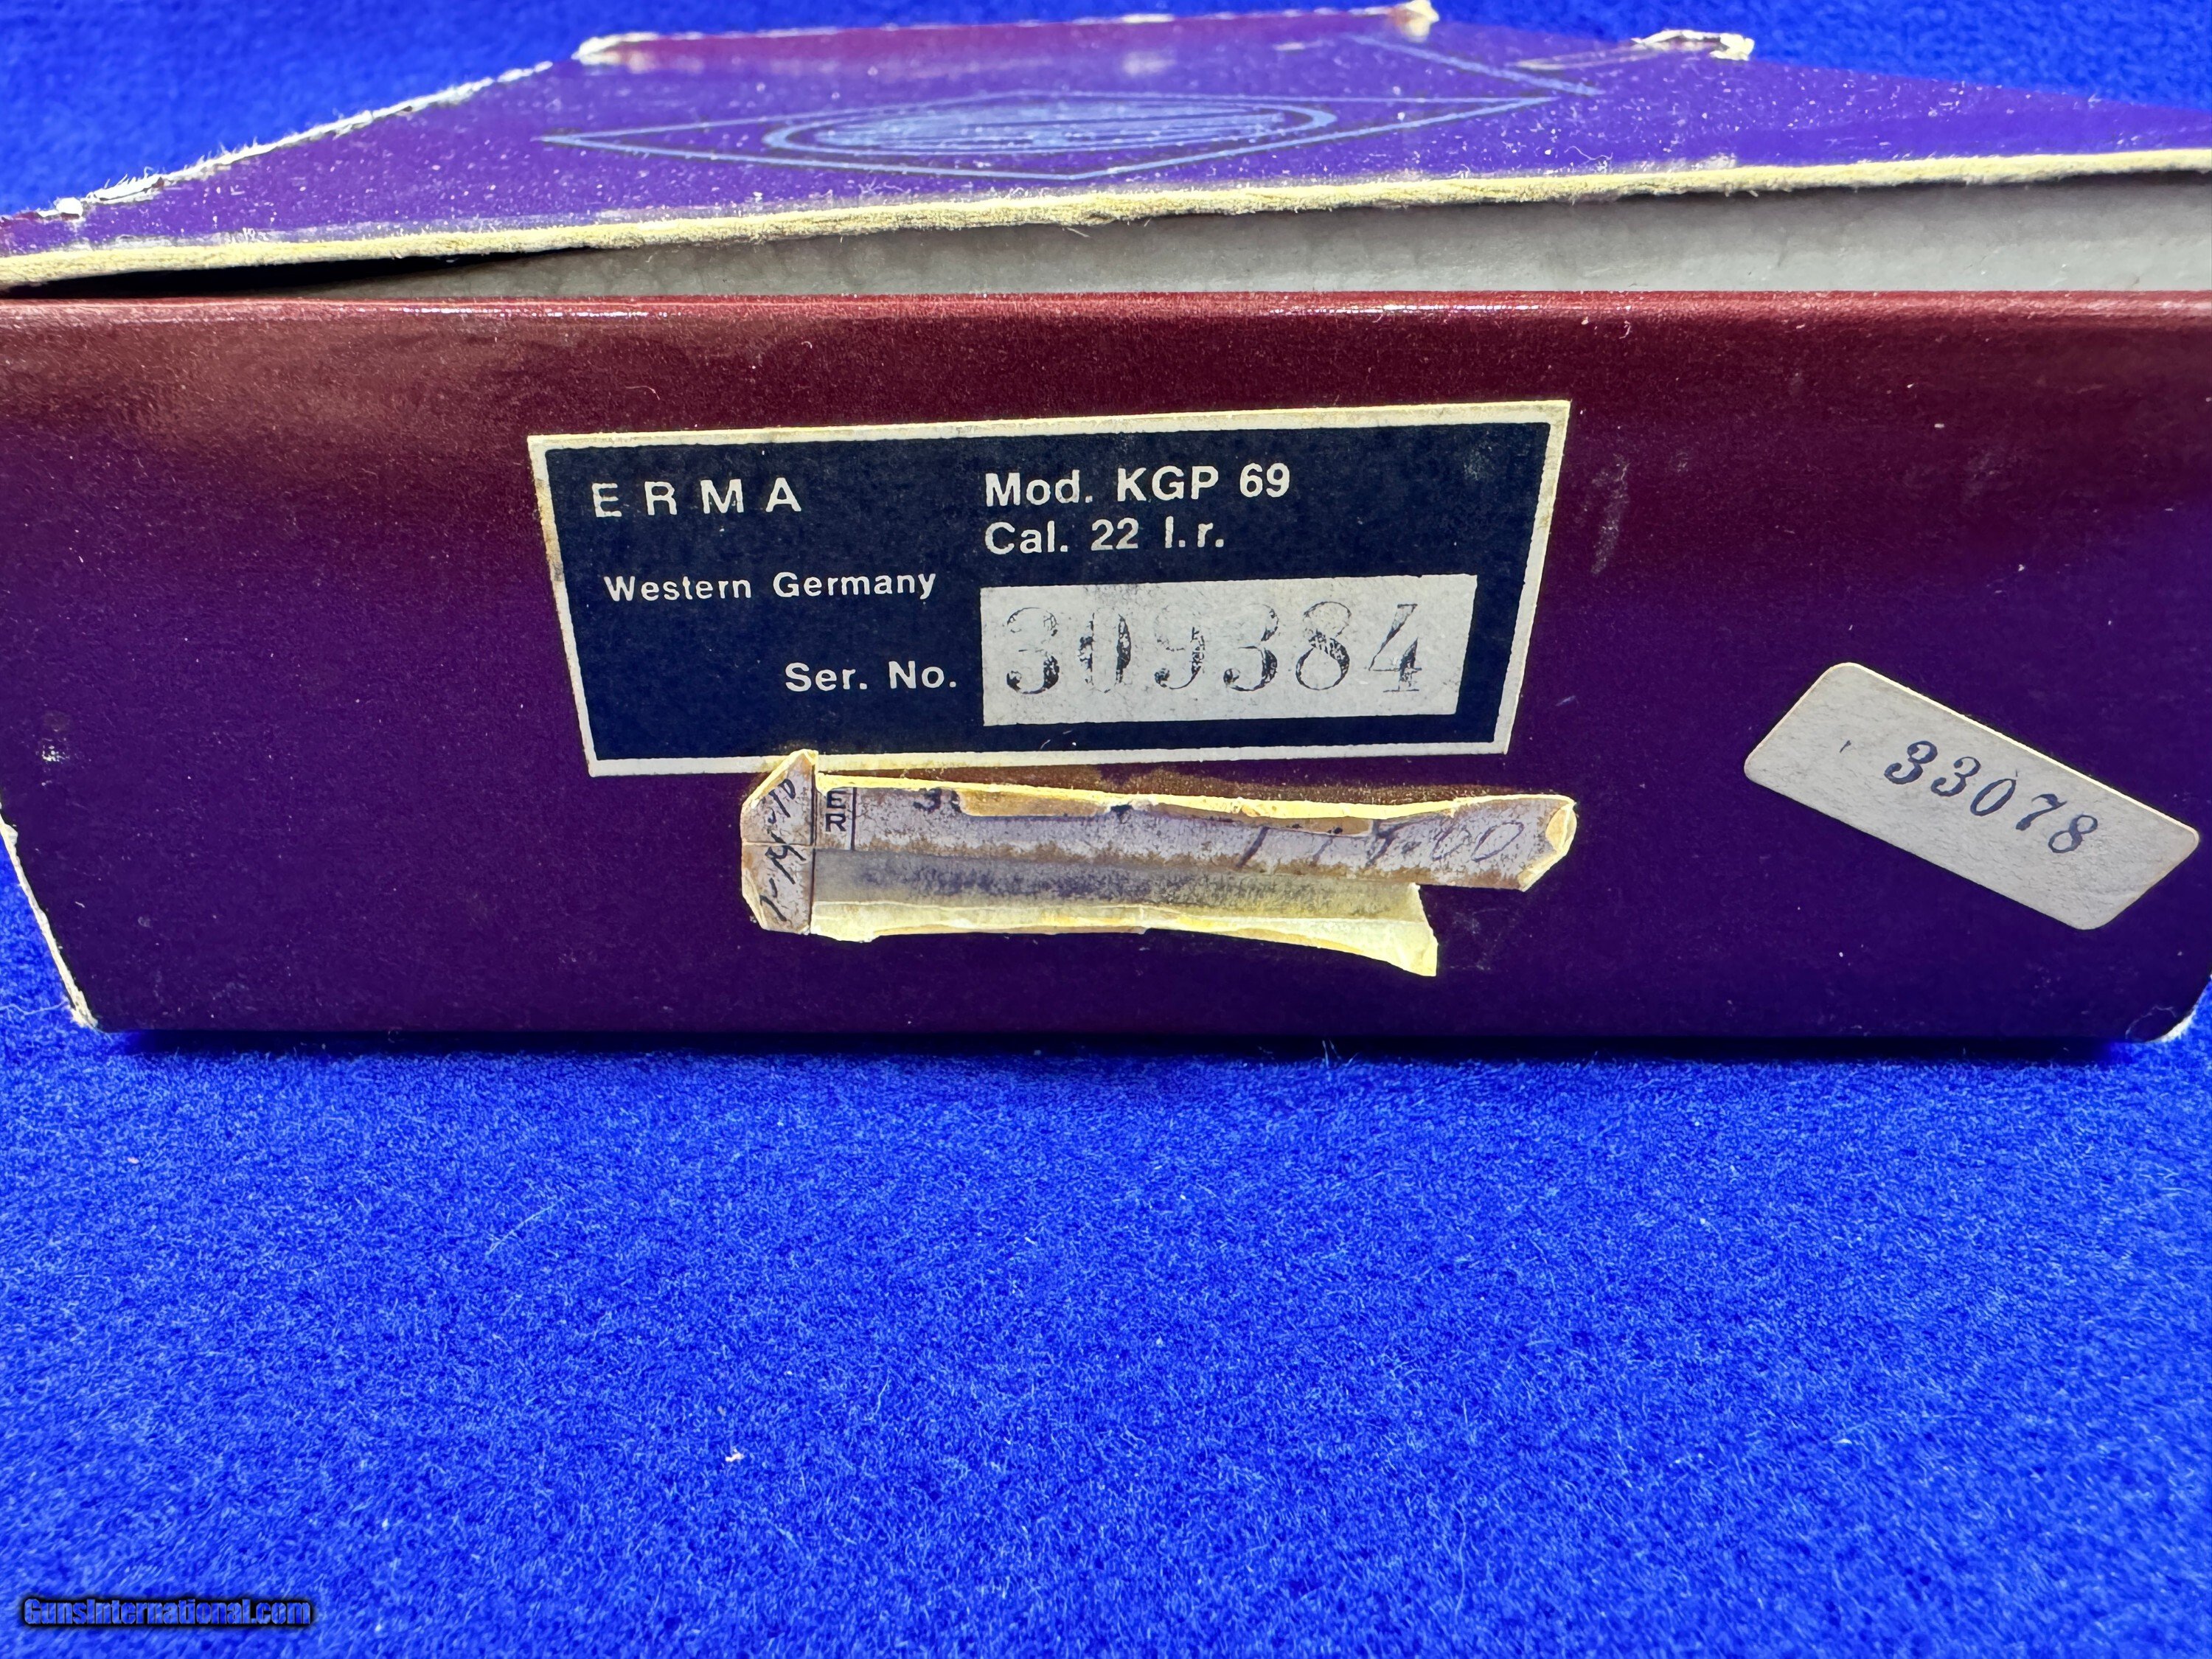 ERMA
Mod. KGP 69
Cal. 22 l.r.
Western Germany
Ser. No. 309384
33078
ER
GunsInternational.com